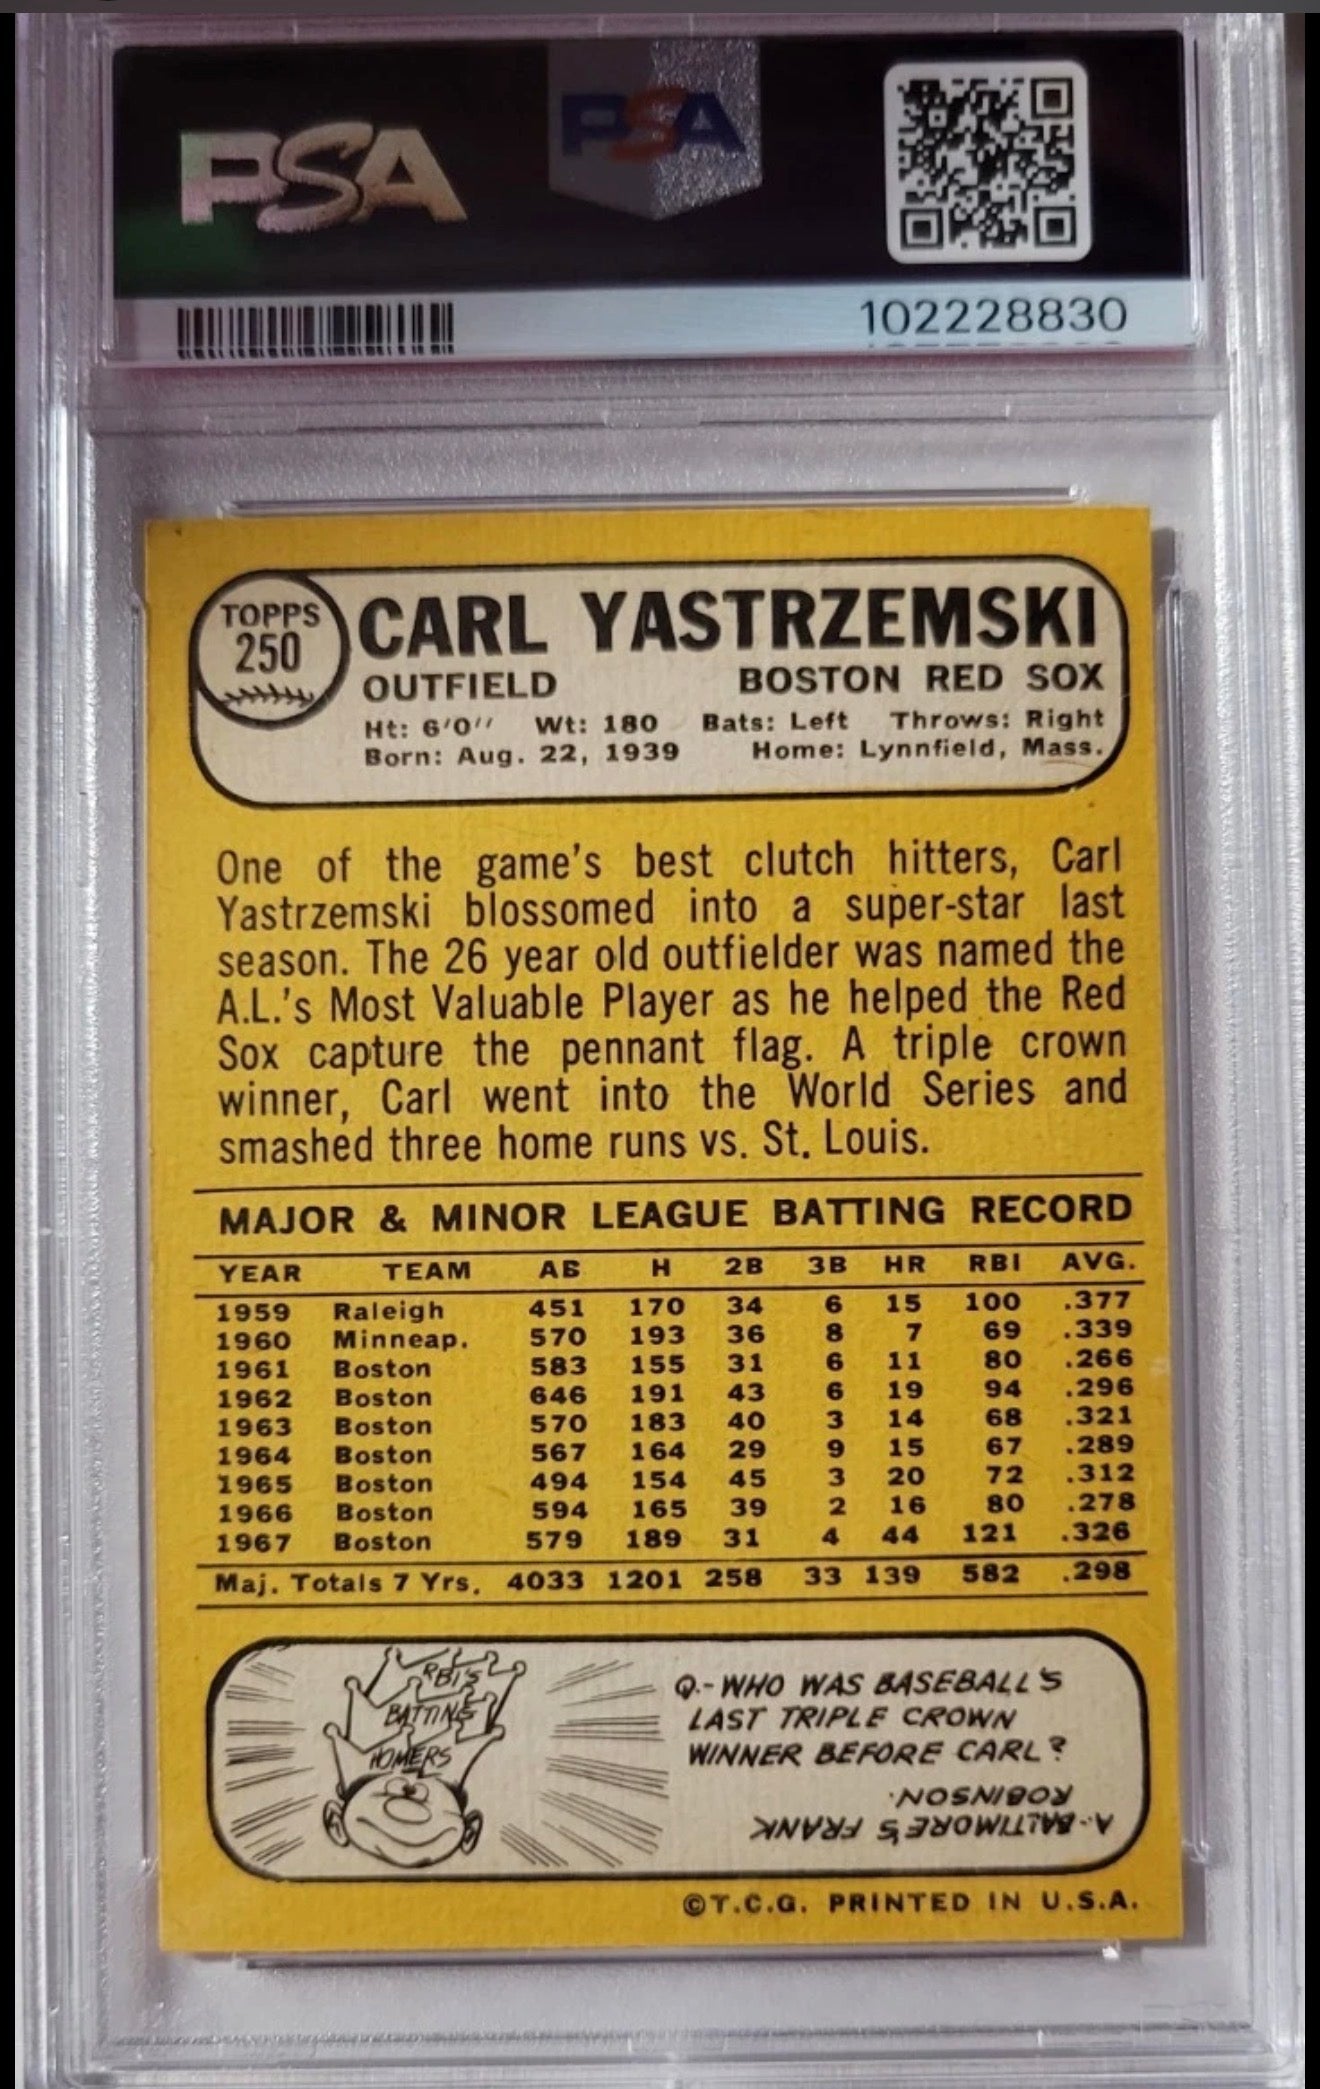 PSA
PSA
102228830
TOPPS
250
CARL YASTRZEMSKI
OUTFIELD BOSTON RED SOX
Ht: 6'0'' Wt: 180 Bats: Left Throws: Right
Born: Aug. 22, 1939 Home: Lynnfield, Mass.
One of the game's best clutch hitters, Carl
Yastrzemski blossomed into a super-star last
season. The 26 year old outfielder was named the
A.L.'s Most Valuable Player as he helped the Red
Sox capture the pennant flag. A triple crown
winner, Carl went into the World Series and
smashed three home runs vs. St. Louis.
MAJOR & MINOR LEAGUE BATTING RECORD
YEAR TEAM AB H 2B 3B HR RBI AVG.
1959 Raleigh 451 170 34 6 15 100 .377
1960 Minneap. 570 193 36 8 7 69 .339
1961 Boston 583 155 31 6 11 80 .266
1962 Boston 646 191 43 6 19 94 .296
1963 Boston 570 183 40 3 14 68 .321
1964 Boston 567 164 29 9 15 67 .289
1965 Boston 494 154 45 3 20 72 .312
1966 Boston 594 165 39 2 16 80 .278
1967 Boston 579 189 31 4 44 121 .326
Maj. Totals 7 Yrs. 4033 1201 258 33 139 582 .298
RBI'S
BATTING
HOMERS
Q.-WHO WAS BASEBALL'S
LAST TRIPLE CROWN
WINNER BEFORE CARL?
A-BALTIMORE'S FRANK
ROBINSON.
©T.C.G. PRINTED IN U.S.A.